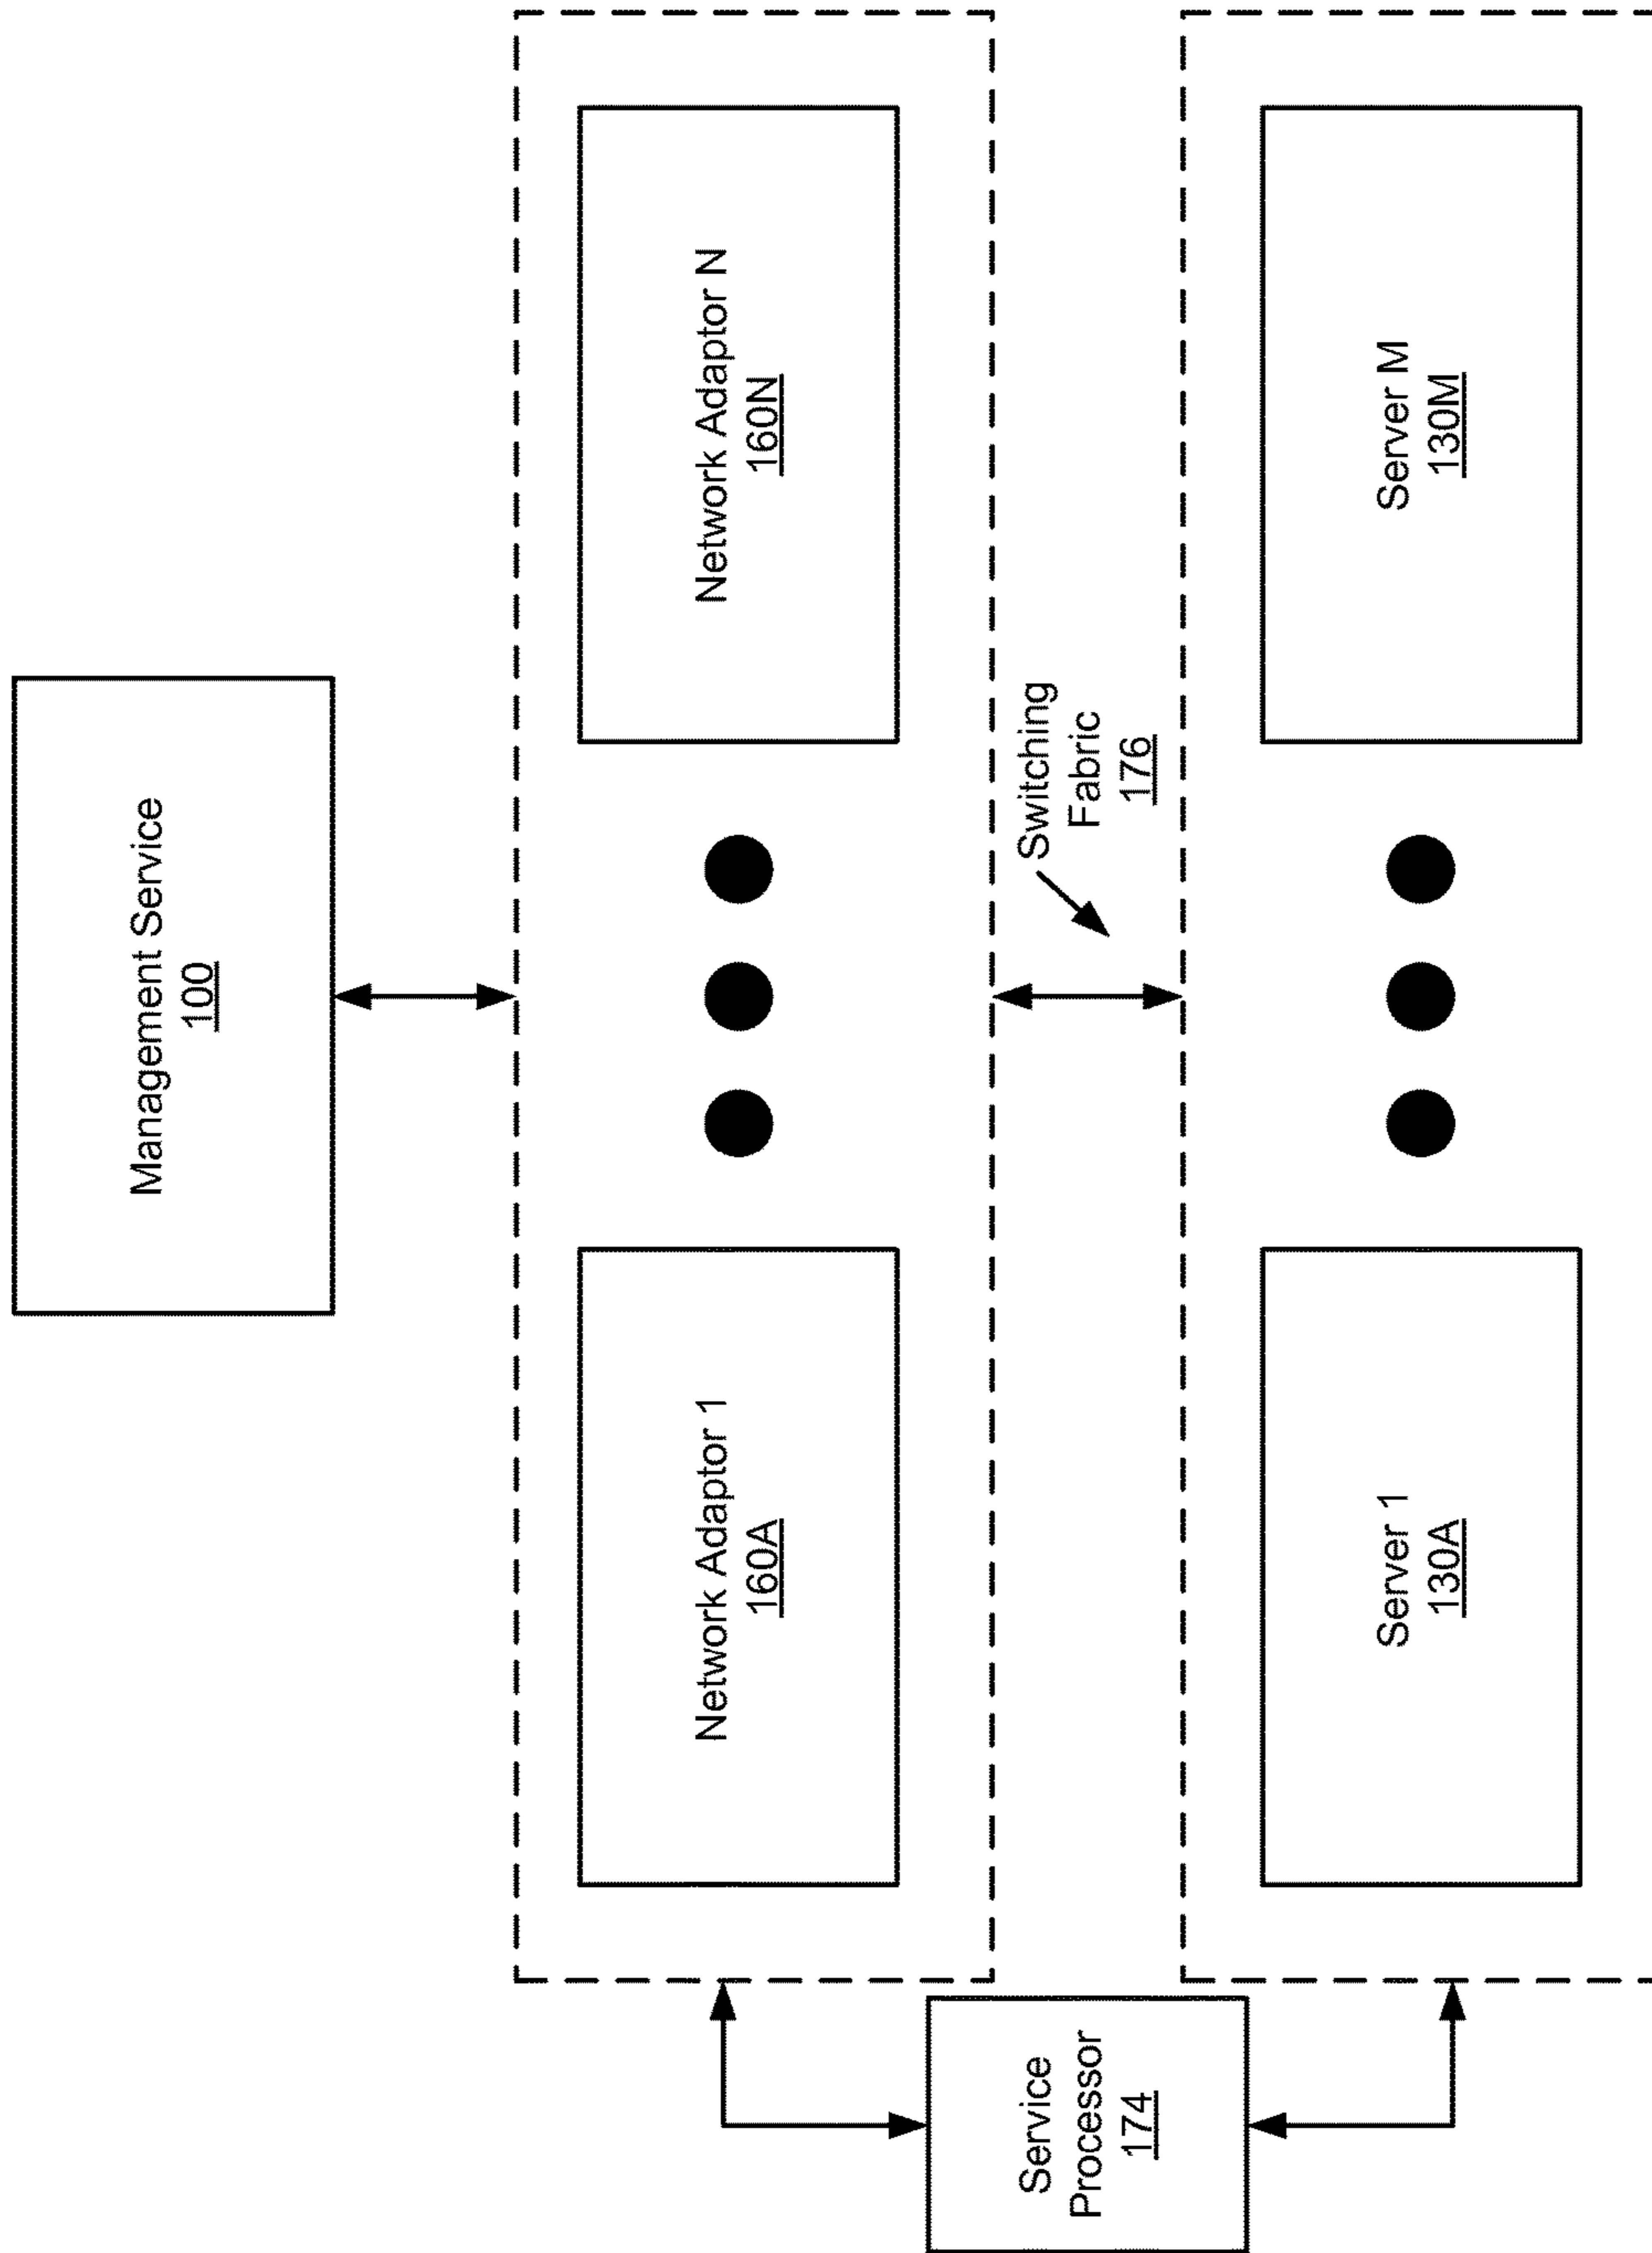 Management Service
100
Network Adaptor 1
160A
Network Adaptor N
160N
Service
Processor
174
Switching
Fabric
176
Server 1
130A
Server M
130M